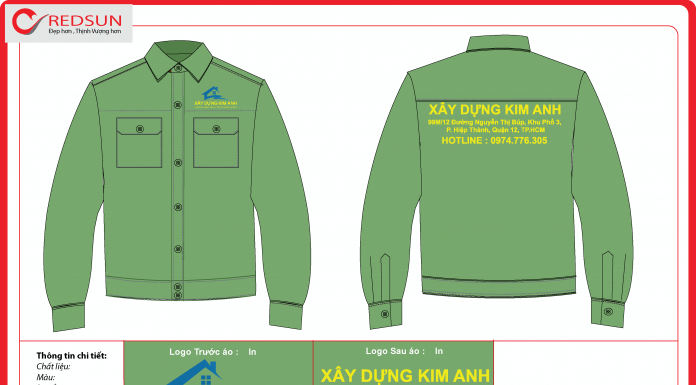 REDSUN
Đẹp hơn , Thịnh Vượng hơn
XÂY DỰNG KIM ANH
XÂY DỰNG KIM ANH
99M/12 Đường Nguyễn Thị Búp, Khu Phố 3,
P. Hiệp Thành, Quận 12, TP.HCM
HOTLINE : 0974.776.305
Thông tin chi tiết:
Chất liệu:
Màu:
Logo Trước áo : In
Logo Sau áo : In
XÂY DỰNG KIM ANH